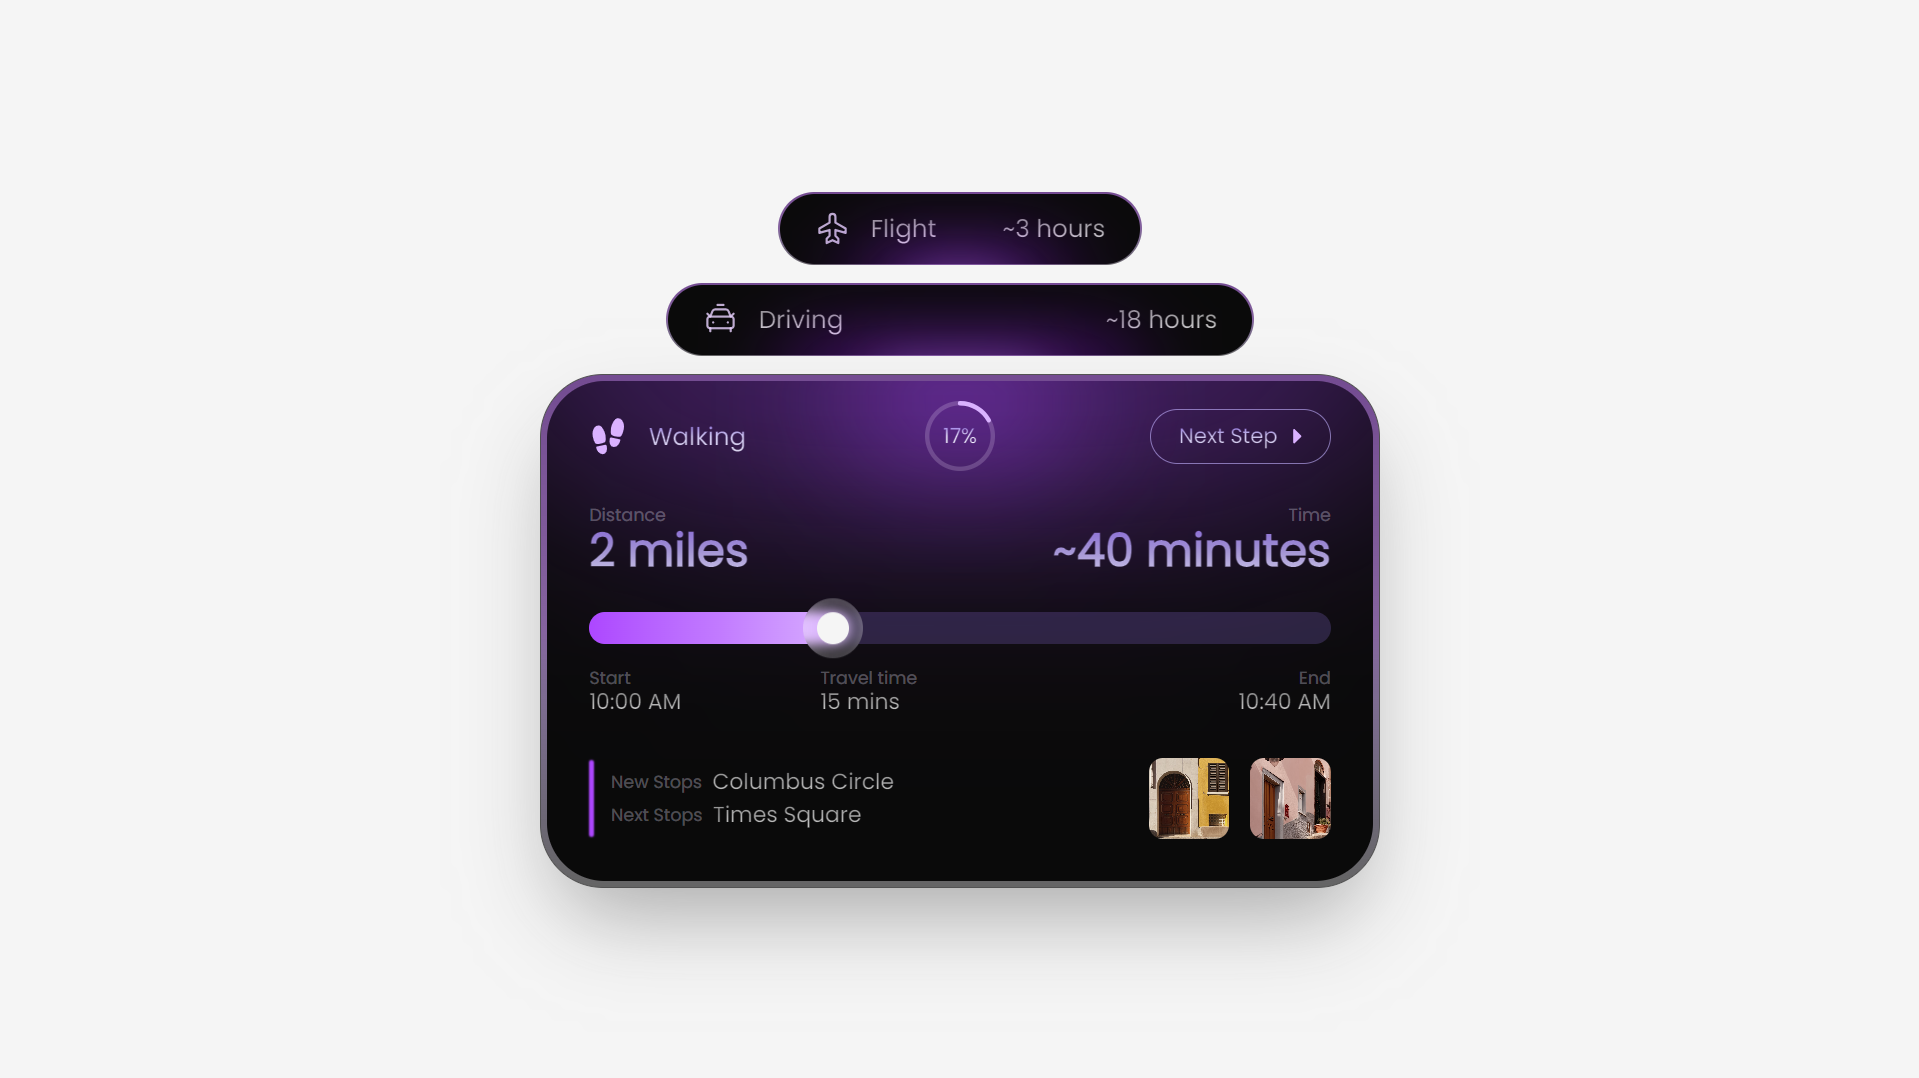 Flight ~3 hours
Driving ~18 hours
Walking 17% Next Step
Distance Time
2 miles ~40 minutes
Start Travel time End
10:00 AM 15 mins 10:40 AM
New Stops Columbus Circle
Next Stops Times Square